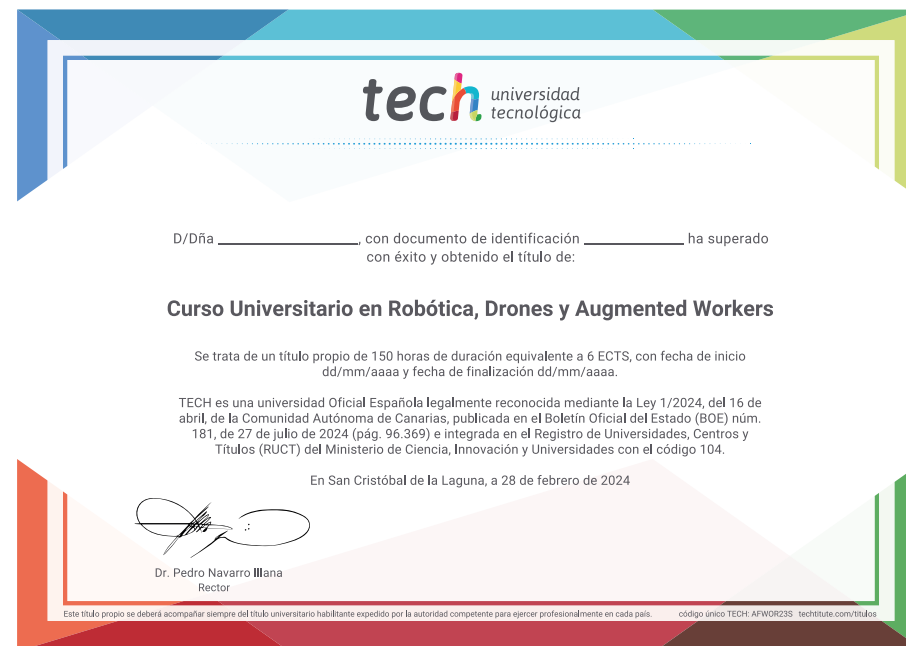 tech universidad
tecnológica
D/Dña ____________________, con documento de identificación ______________ ha superado
con éxito y obtenido el título de:
Curso Universitario en Robótica, Drones y Augmented Workers
Se trata de un título propio de 150 horas de duración equivalente a 6 ECTS, con fecha de inicio
dd/mm/aaaa y fecha de finalización dd/mm/aaaa.
TECH es una universidad Oficial Española legalmente reconocida mediante la Ley 1/2024, del 16 de
abril, de la Comunidad Autónoma de Canarias, publicada en el Boletín Oficial del Estado (BOE) núm.
181, de 27 de julio de 2024 (pág. 96.369) e integrada en el Registro de Universidades, Centros y
Títulos (RUCT) del Ministerio de Ciencia, Innovación y Universidades con el código 104.
En San Cristóbal de la Laguna, a 28 de febrero de 2024
Dr. Pedro Navarro Illana
Rector
Este título propio se deberá acompañar siempre del título universitario habilitante expedido por la autoridad competente para ejercer profesionalmente en cada país. código único TECH: AFWOR23S techtitute.com/titulos